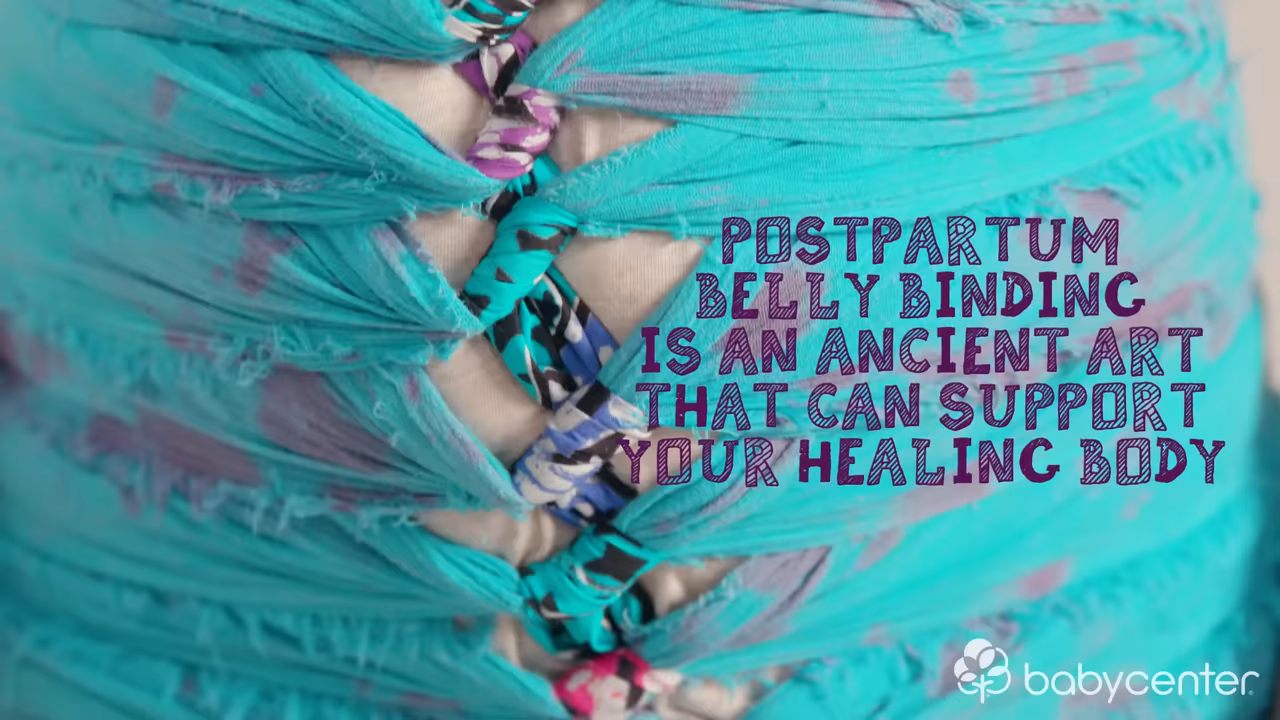 POSTPARTUM
BELLY BINDING
IS AN ANCIENT ART
THAT CAN SUPPORT
YOUR HEALING BODY
babycenter®